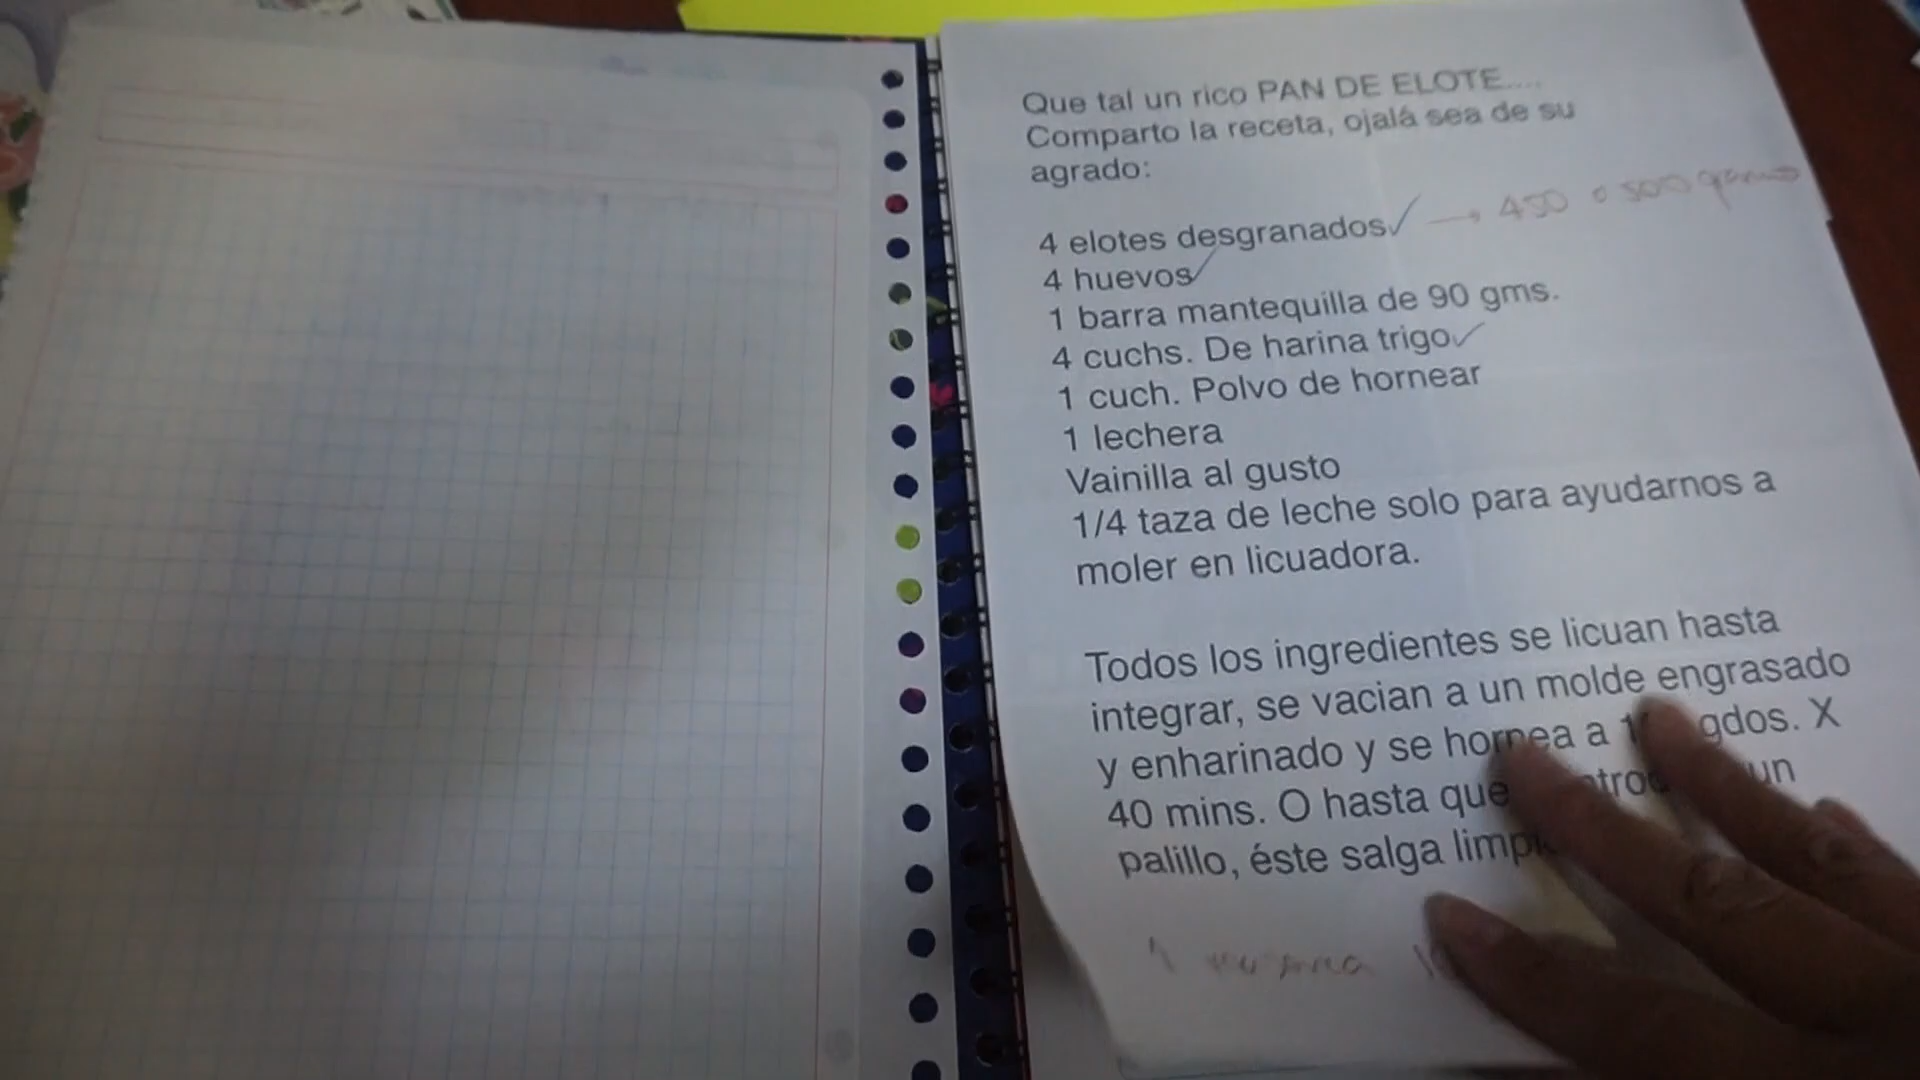 Que tal un rico PAN DE ELOTE....
Comparto la receta, ojalá sea de su
agrado:
4 elotes desgranados✓ → 450 o 500 gramos
4 huevos✓
1 barra mantequilla de 90 gms.
4 cuchs. De harina trigo✓
1 cuch. Polvo de hornear
1 lechera
Vainilla al gusto
1/4 taza de leche solo para ayudarnos a
moler en licuadora.
Todos los ingredientes se licuan hasta
integrar, se vacian a un molde engrasado
y enharinado y se hornea a gdos. X
40 mins. O hasta que un
palillo, éste salga
1